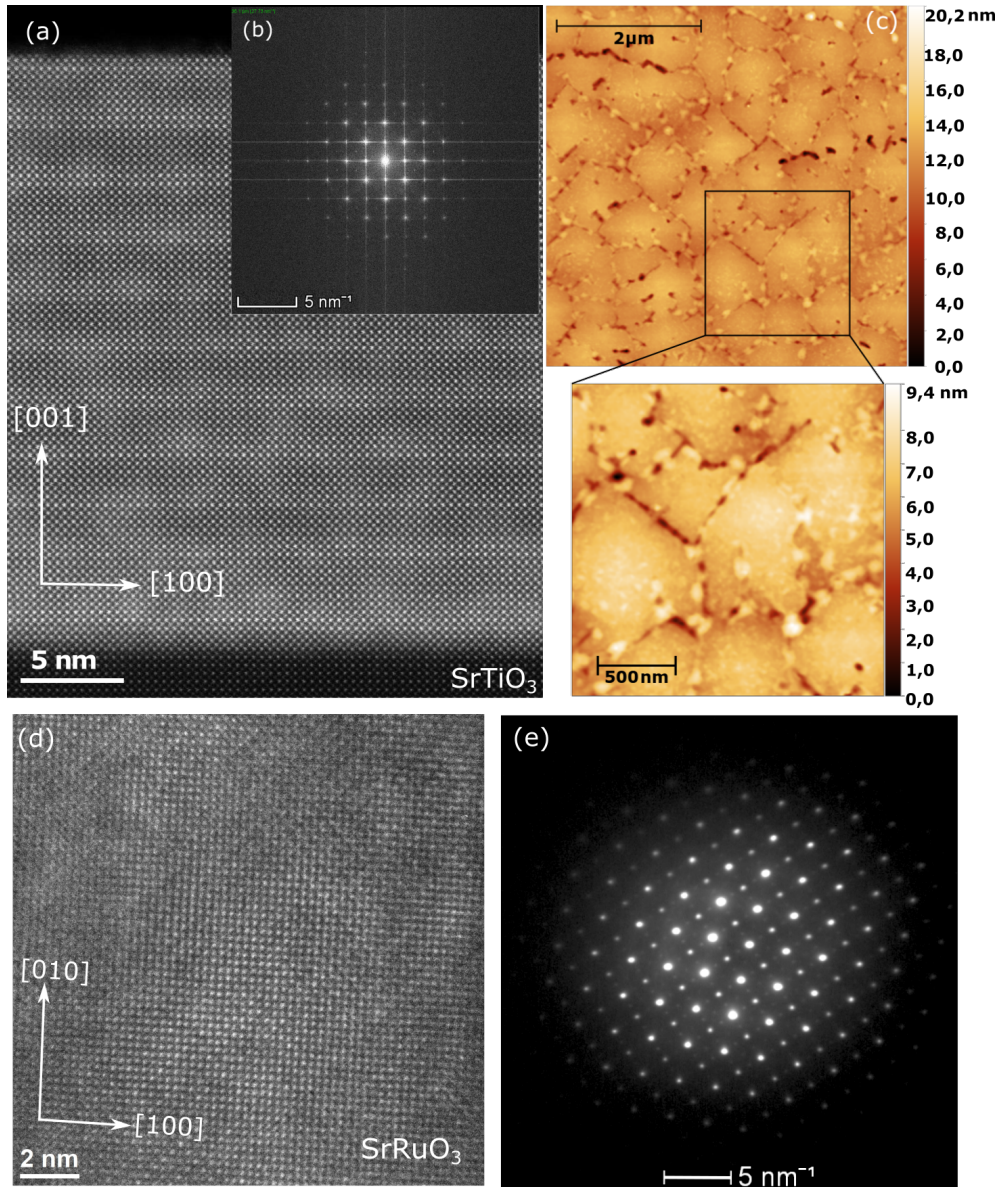 (a)
(b)
5 nm⁻¹
[001]
[100]
5 nm
SrTiO₃
(c)
2µm
20,2 nm
18,0
16,0
14,0
12,0
10,0
8,0
6,0
4,0
2,0
0,0
9,4 nm
8,0
7,0
6,0
5,0
4,0
3,0
2,0
1,0
0,0
500nm
(d)
[010]
[100]
2 nm
SrRuO₃
(e)
5 nm⁻¹